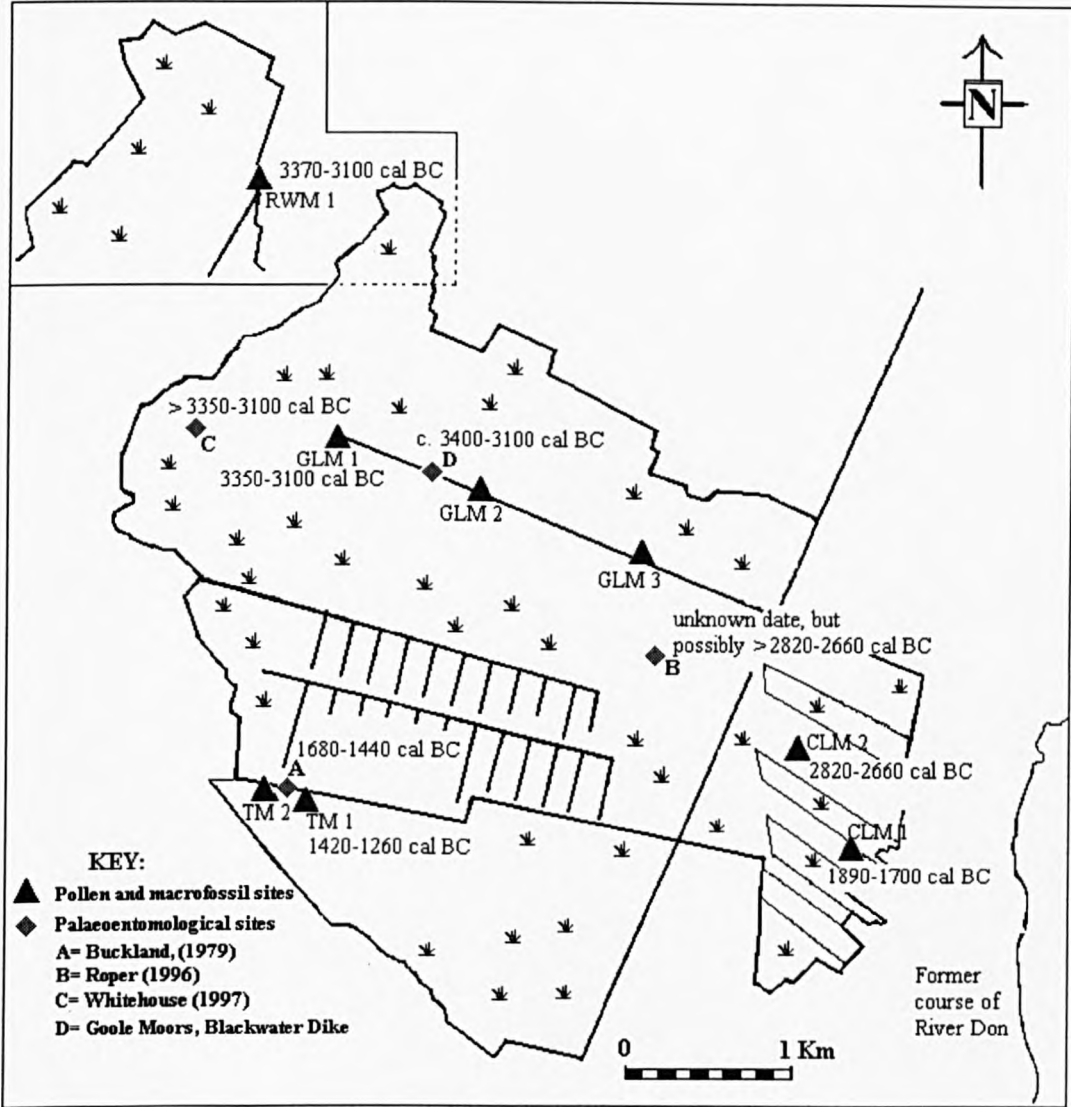 N
3370-3100 cal BC
RWM 1
> 3350-3100 cal BC
C
c. 3400-3100 cal BC
GLM 1
D
3350-3100 cal BC
GLM 2
GLM 3
unknown date, but
possibly > 2820-2660 cal BC
B
1680-1440 cal BC
CLM 2
2820-2660 cal BC
A
TM 2
TM 1
1420-1260 cal BC
CLM 1
1890-1700 cal BC
KEY:
Pollen and macrofossil sites
Palaeoentomological sites
A= Buckland, (1979)
B= Roper (1996)
C= Whitehouse (1997)
D= Goole Moors, Blackwater Dike
Former
course of
River Don
0 1 Km